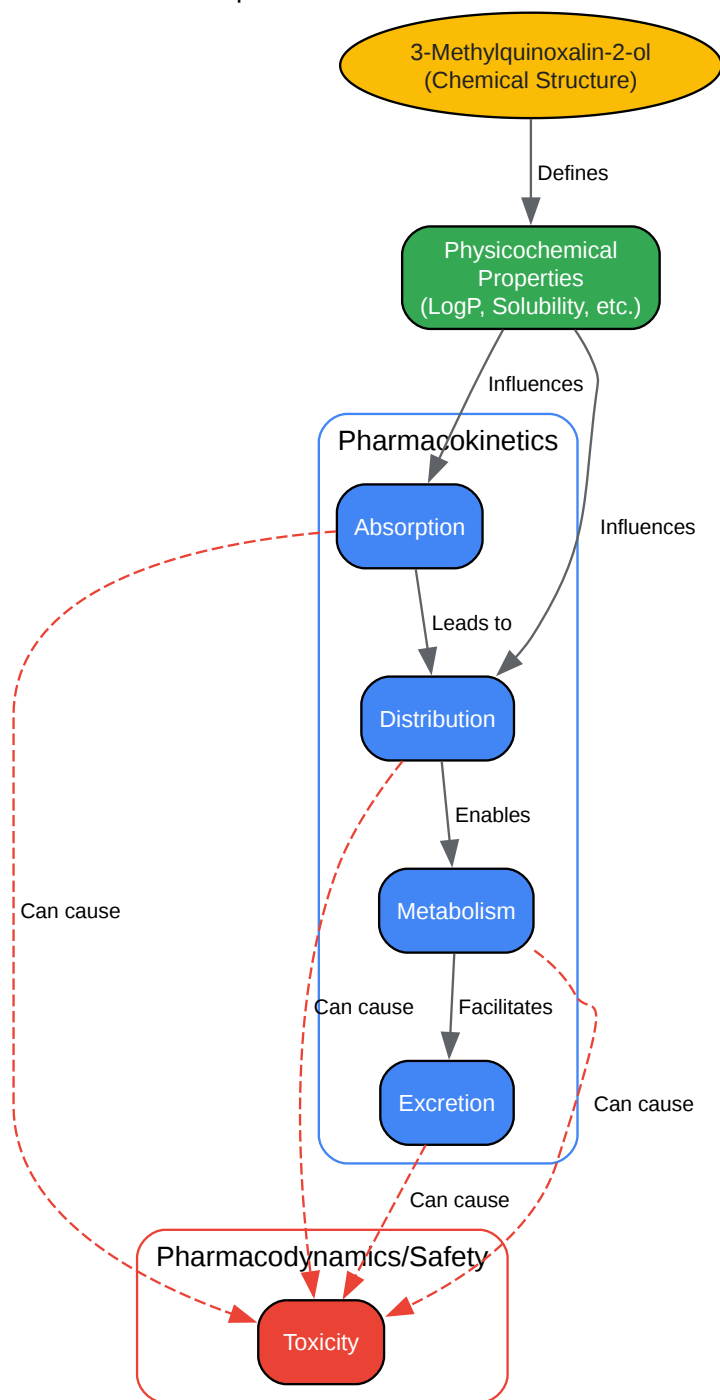 3-Methylquinoxalin-2-ol
(Chemical Structure)
Defines
Physicochemical
Properties
(LogP, Solubility, etc.)
Influences
Pharmacokinetics
Absorption
Influences
Leads to
Distribution
Enables
Metabolism
Can cause
Can cause
Facilitates
Excretion
Can cause
Can cause
Pharmacodynamics/Safety
Toxicity